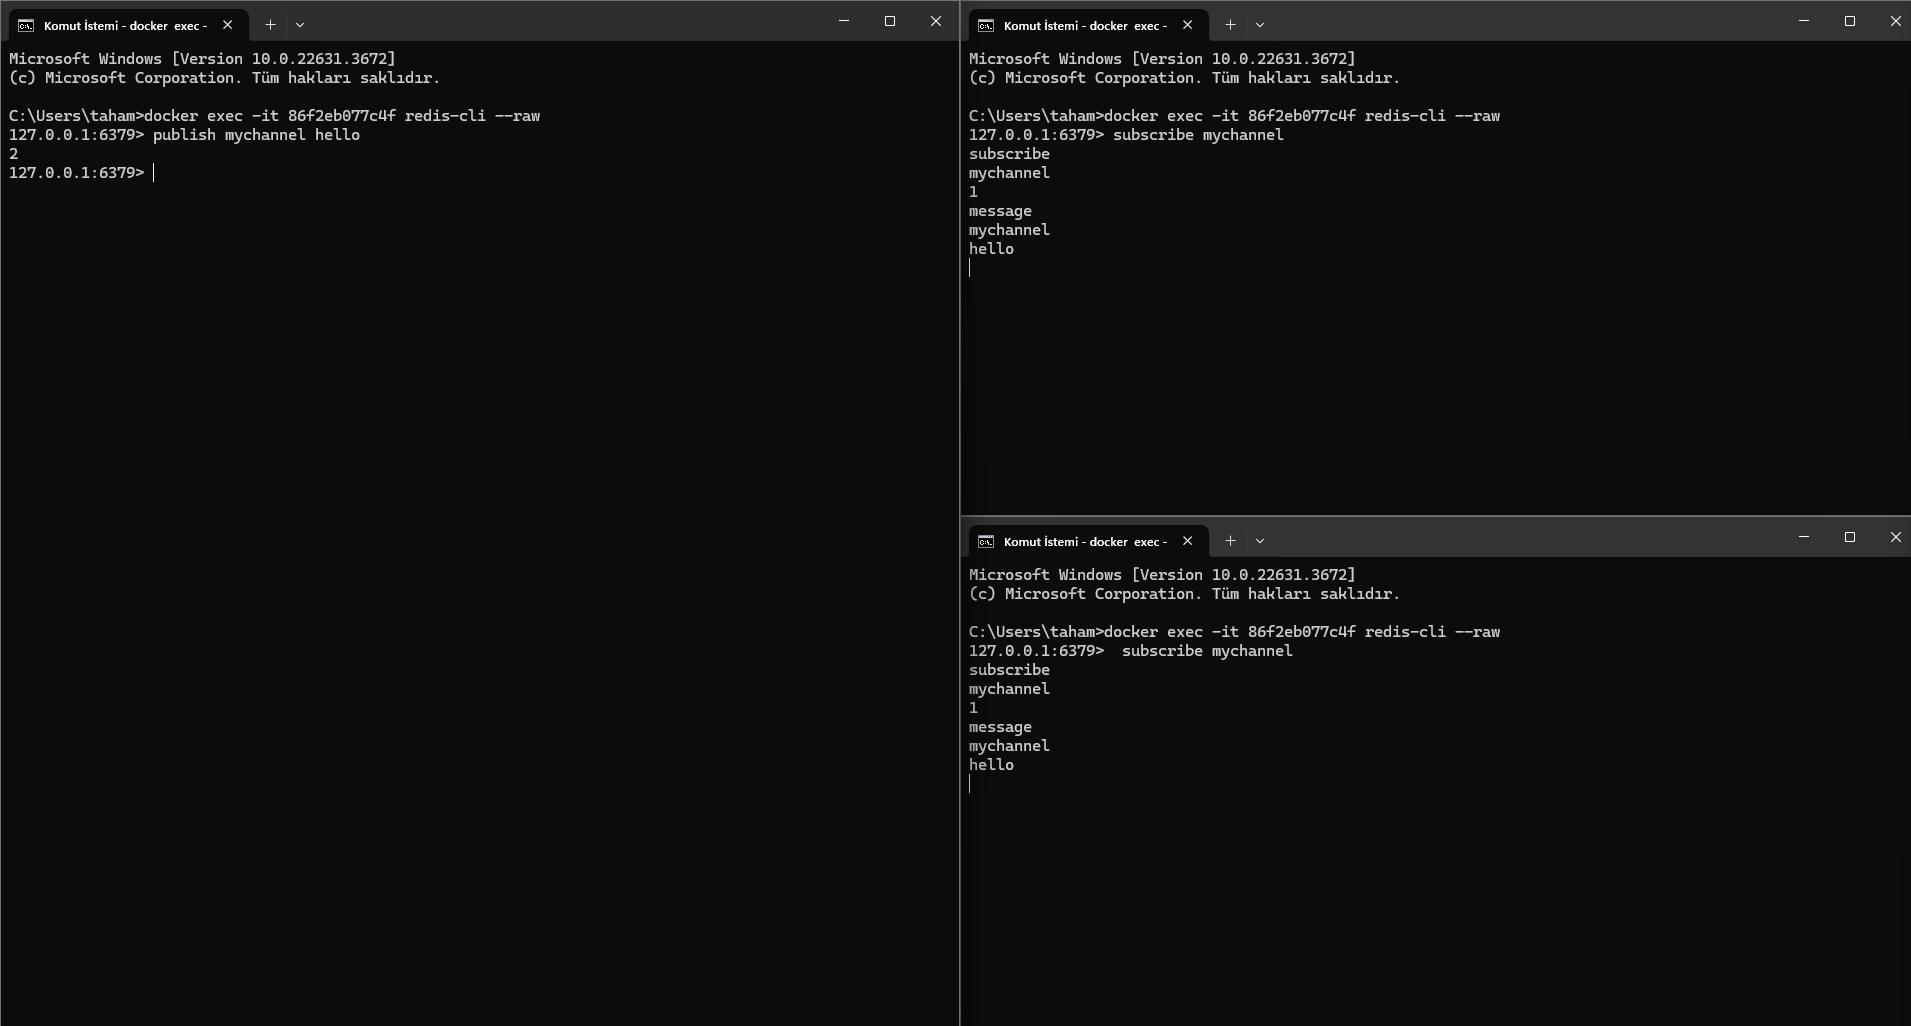 Komut İstemi - docker  exec -
Microsoft Windows [Version 10.0.22631.3672]
(c) Microsoft Corporation. Tüm hakları saklıdır.
C:\Users\taham>docker exec -it 86f2eb077c4f redis-cli --raw
127.0.0.1:6379> publish mychannel hello
2
127.0.0.1:6379>
Komut İstemi - docker  exec -
Microsoft Windows [Version 10.0.22631.3672]
(c) Microsoft Corporation. Tüm hakları saklıdır.
C:\Users\taham>docker exec -it 86f2eb077c4f redis-cli --raw
127.0.0.1:6379> subscribe mychannel
subscribe
mychannel
1
message
mychannel
hello
Komut İstemi - docker  exec -
Microsoft Windows [Version 10.0.22631.3672]
(c) Microsoft Corporation. Tüm hakları saklıdır.
C:\Users\taham>docker exec -it 86f2eb077c4f redis-cli --raw
127.0.0.1:6379>  subscribe mychannel
subscribe
mychannel
1
message
mychannel
hello